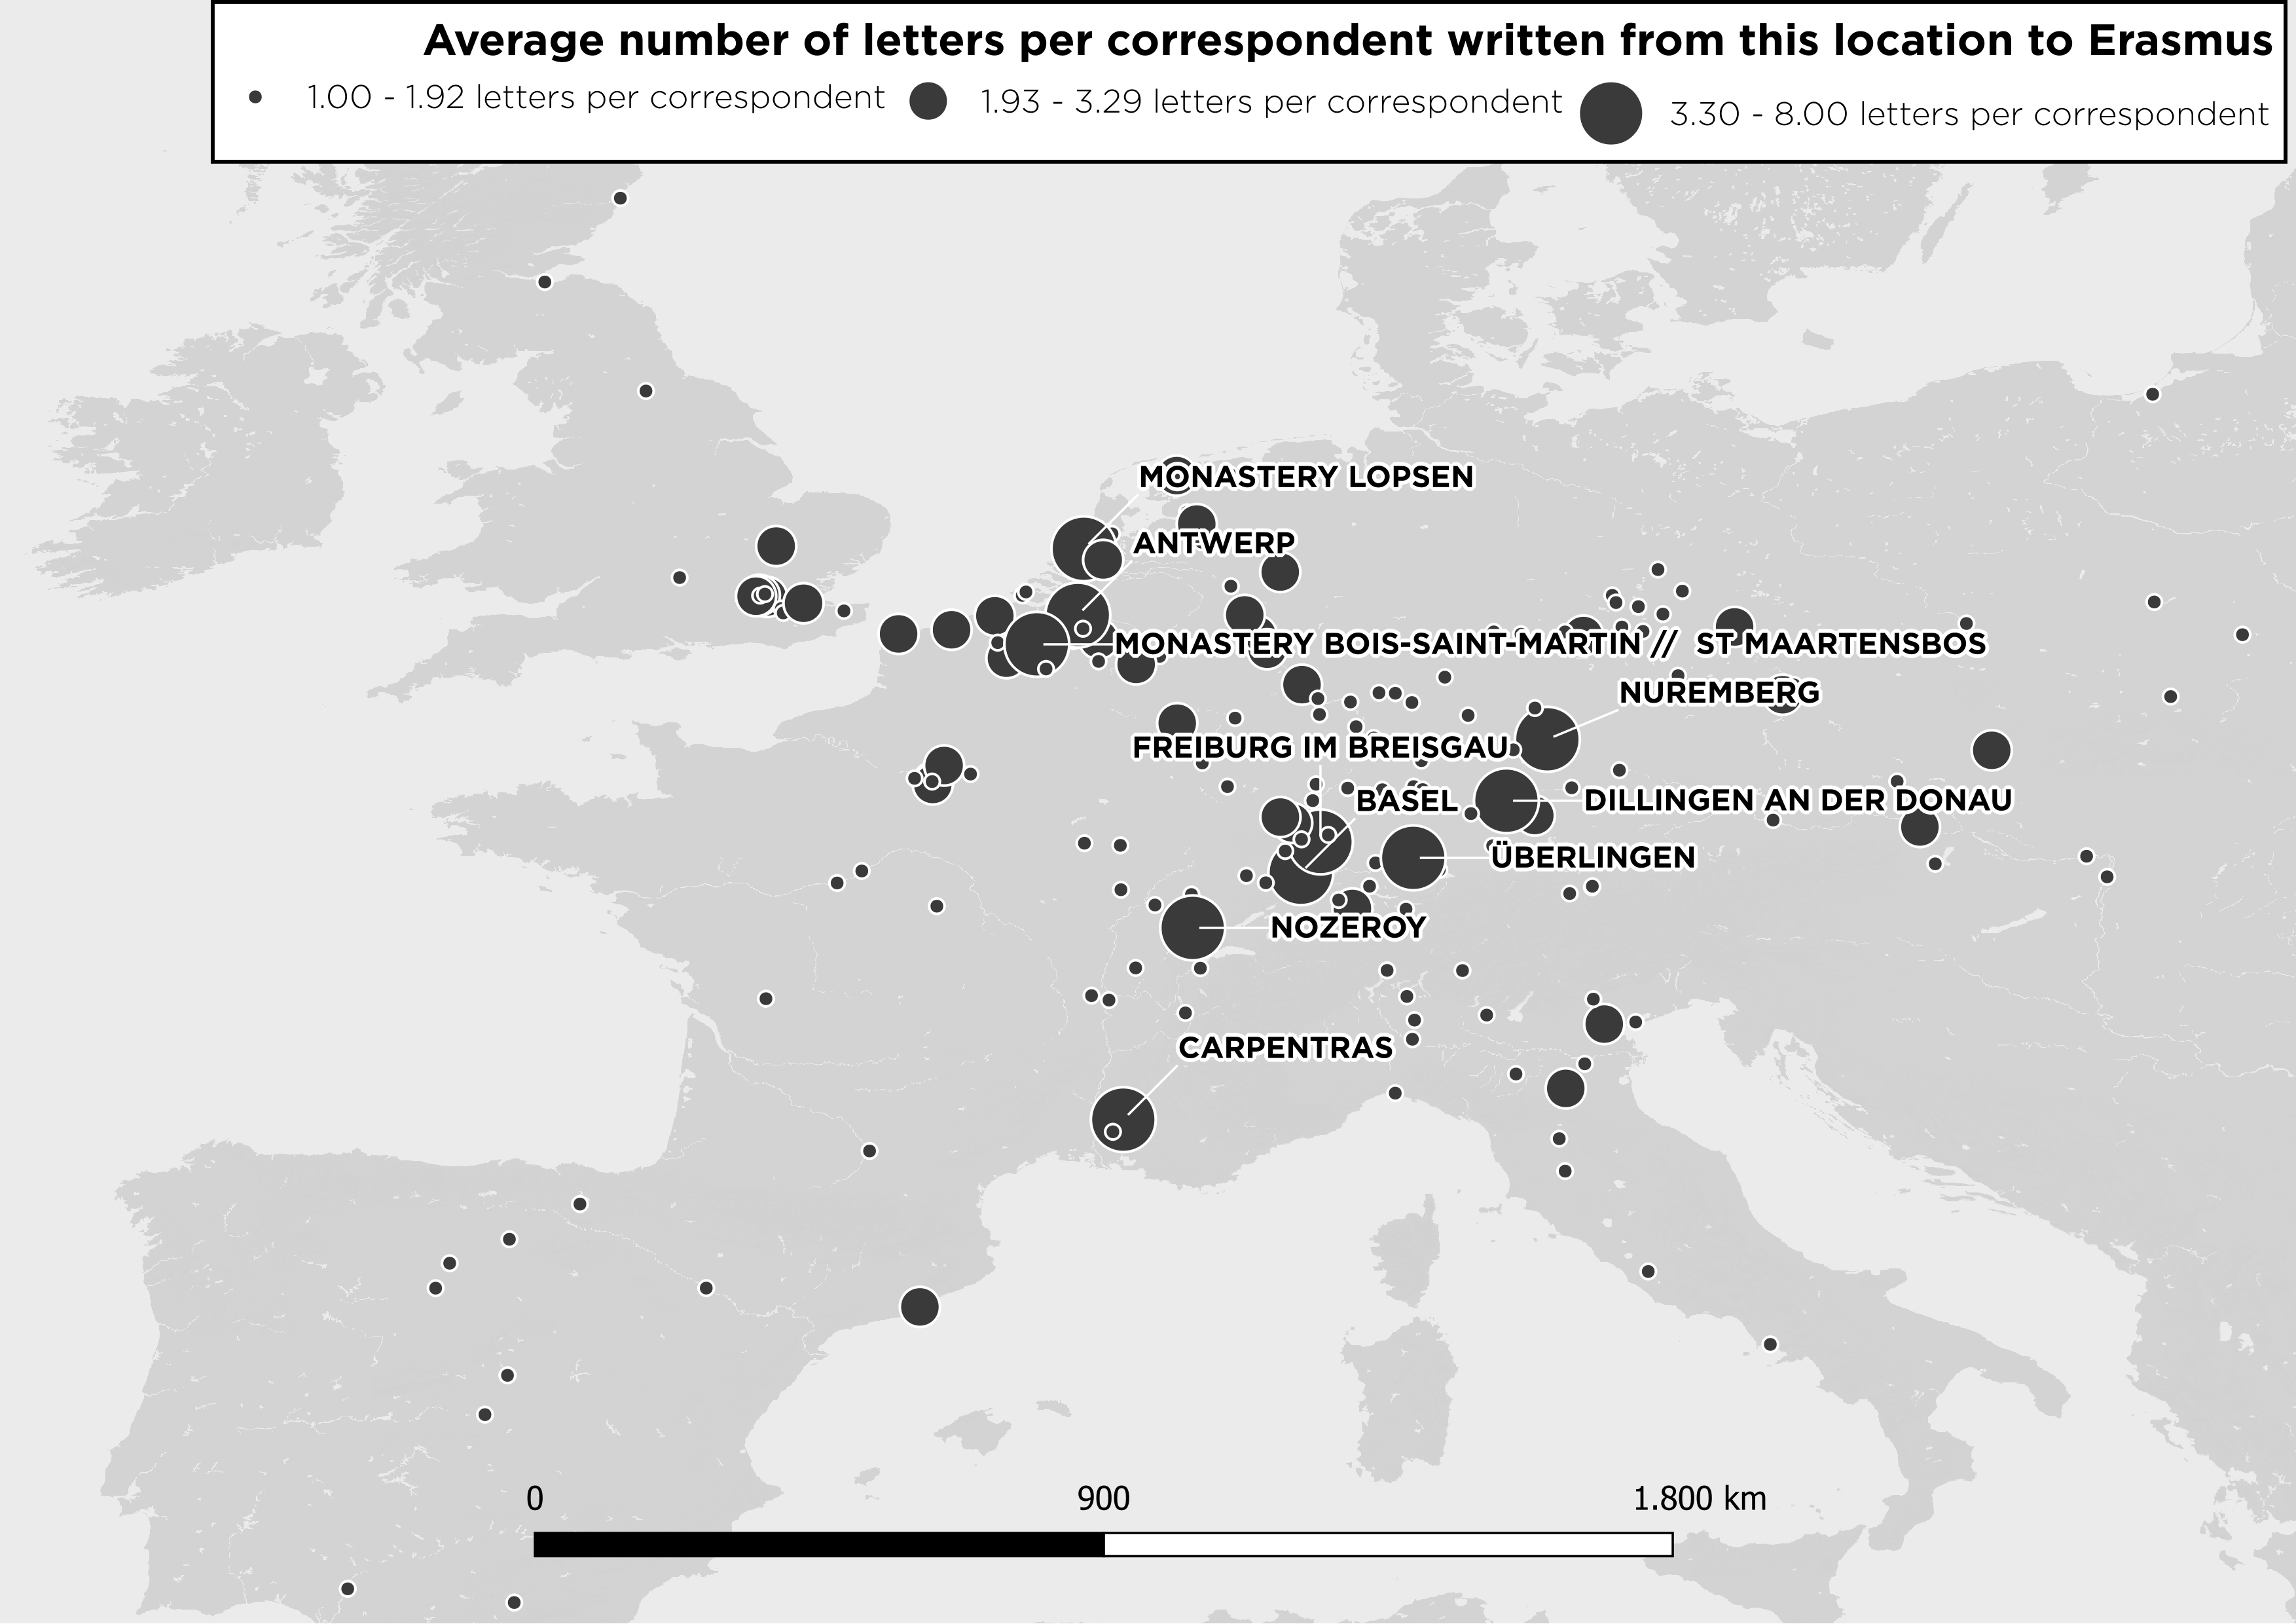 Average number of letters per correspondent written from this location to Erasmus
1.00 - 1.92 letters per correspondent 1.93 - 3.29 letters per correspondent 3.30 - 8.00 letters per correspondent
MONASTERY LOPSEN
ANTWERP
MONASTERY BOIS-SAINT-MARTIN // ST MAARTENSBOS
NUREMBERG
FREIBURG IM BREISGAU
BASEL
DILLINGEN AN DER DONAU
ÜBERLINGEN
NOZEROY
CARPENTRAS
0 900 1.800 km